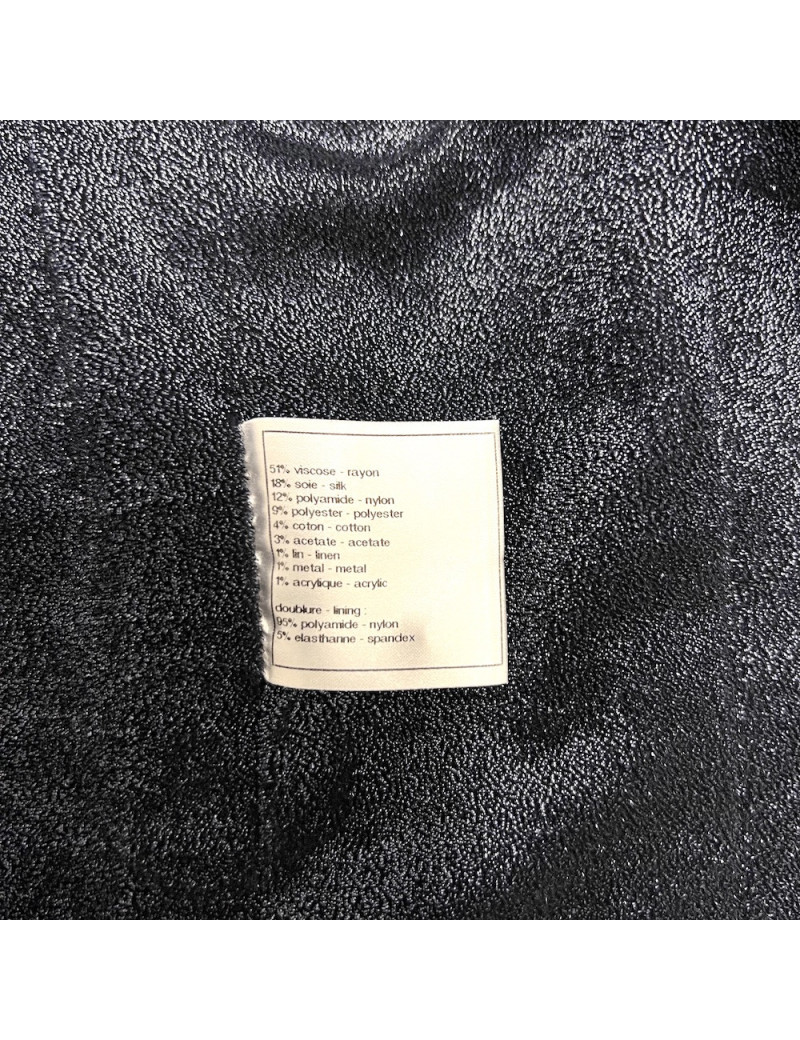 51% viscose - rayon
18% soie - silk
12% polyamide - nylon
9% polyester - polyester
4% coton - cotton
3% acetate - acetate
1% lin - linen
1% metal - metal
1% acrylique - acrylic
doublure - lining :
95% polyamide - nylon
5% elasthanne - spandex